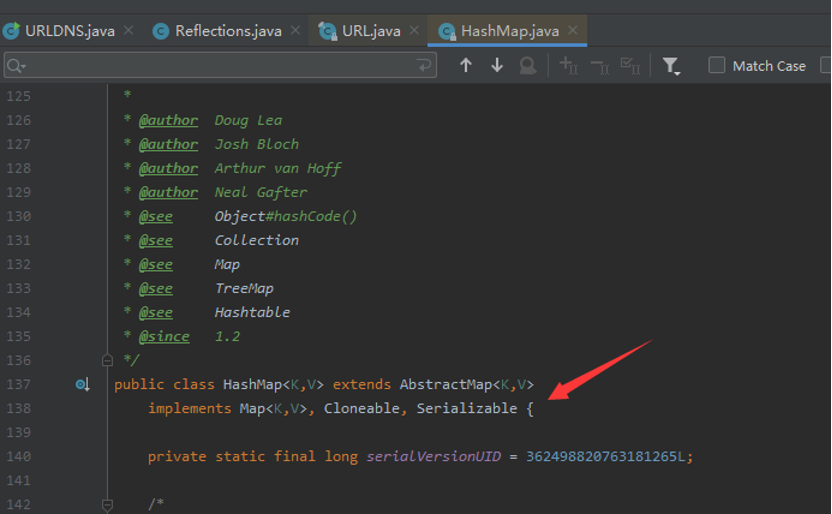 URLDNS.java × Reflections.java × URL.java × HashMap.java ×
Match Case
125 *
126 * @author Doug Lea
127 * @author Josh Bloch
128 * @author Arthur van Hoff
129 * @author Neal Gafter
130 * @see Object#hashCode()
131 * @see Collection
132 * @see Map
133 * @see TreeMap
134 * @see Hashtable
135 * @since 1.2
136 */
137 public class HashMap<K,V> extends AbstractMap<K,V>
138 implements Map<K,V>, Cloneable, Serializable {
139
140 private static final long serialVersionUID = 362498820763181265L;
141
142 /*